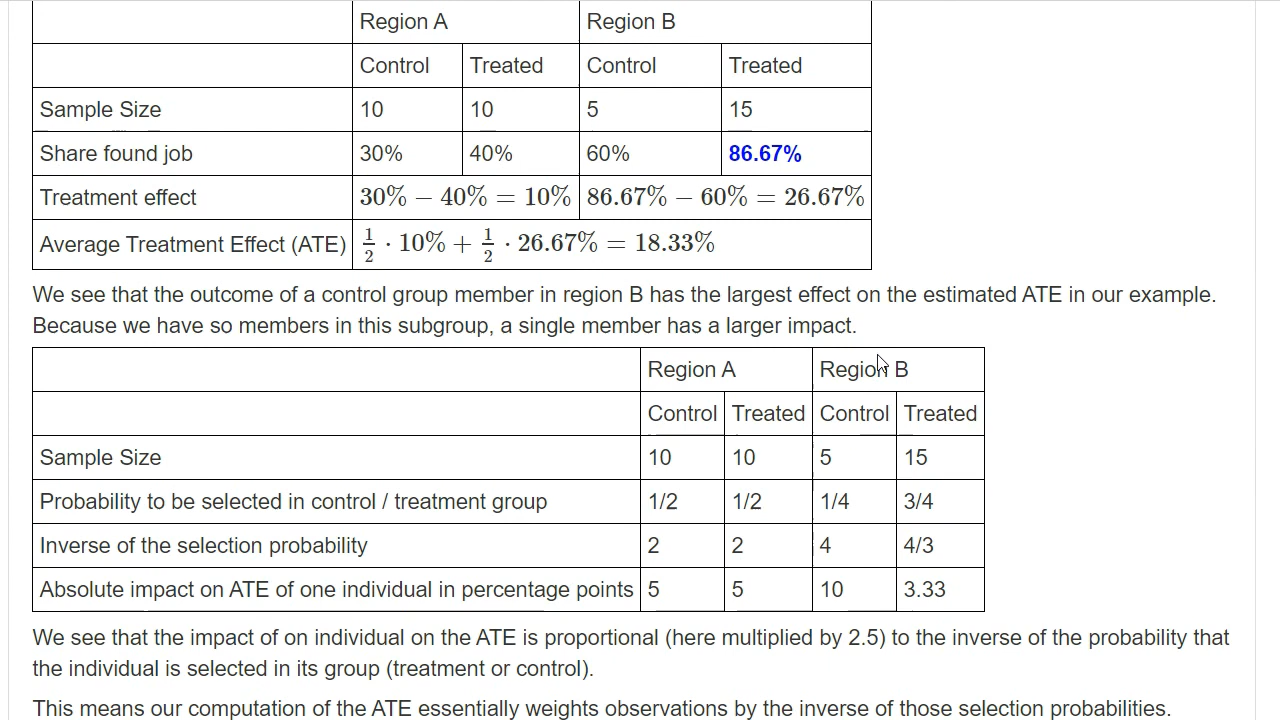 Region A Region B
Control Treated Control Treated
Sample Size 10 10 5 15
Share found job 30% 40% 60% 86.67%
Treatment effect 30% − 40% = 10% 86.67% − 60% = 26.67%
Average Treatment Effect (ATE) 1/2 · 10% + 1/2 · 26.67% = 18.33%
We see that the outcome of a control group member in region B has the largest effect on the estimated ATE in our example.
Because we have so members in this subgroup, a single member has a larger impact.
Region A Region B
Control Treated Control Treated
Sample Size 10 10 5 15
Probability to be selected in control / treatment group 1/2 1/2 1/4 3/4
Inverse of the selection probability 2 2 4 4/3
Absolute impact on ATE of one individual in percentage points 5 5 10 3.33
We see that the impact of on individual on the ATE is proportional (here multiplied by 2.5) to the inverse of the probability that
the individual is selected in its group (treatment or control).
This means our computation of the ATE essentially weights observations by the inverse of those selection probabilities.